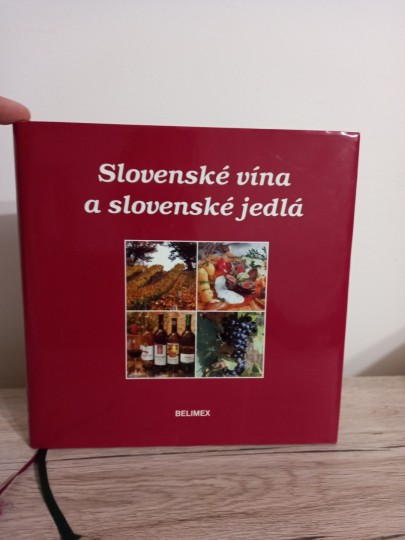 Slovenské vína
a slovenské jedlá
BELIMEX